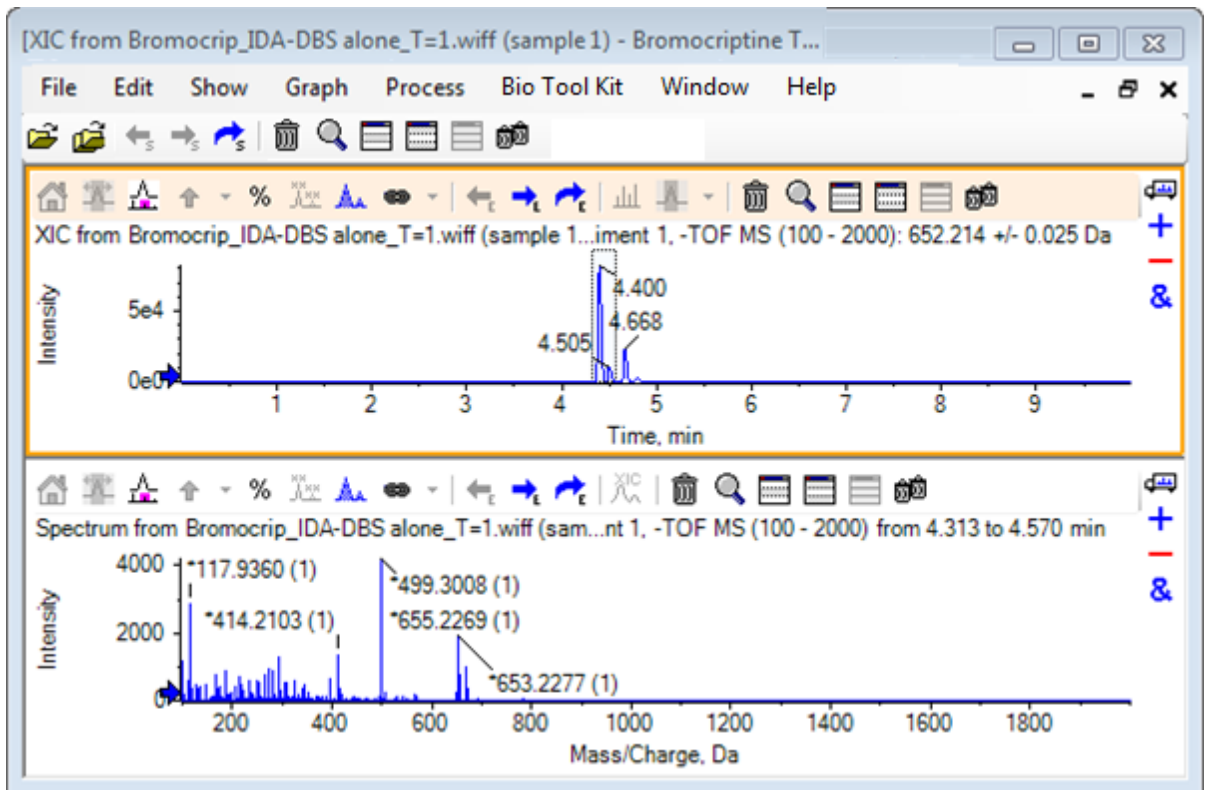 [XIC from Bromocrip_IDA-DBS alone_T=1.wiff (sample 1) - Bromocriptine T...
File Edit Show Graph Process Bio Tool Kit Window Help
XIC from Bromocrip_IDA-DBS alone_T=1.wiff (sample 1...iment 1, -TOF MS (100 - 2000): 652.214 +/- 0.025 Da
Intensity
5e4
0e0
4.400
4.668
4.505
1 2 3 4 5 6 7 8 9
Time, min
Spectrum from Bromocrip_IDA-DBS alone_T=1.wiff (sam...nt 1, -TOF MS (100 - 2000) from 4.313 to 4.570 min
Intensity
4000
2000
0
*117.9360 (1)
*499.3008 (1)
*414.2103 (1) *655.2269 (1)
*653.2277 (1)
200 400 600 800 1000 1200 1400 1600 1800
Mass/Charge, Da